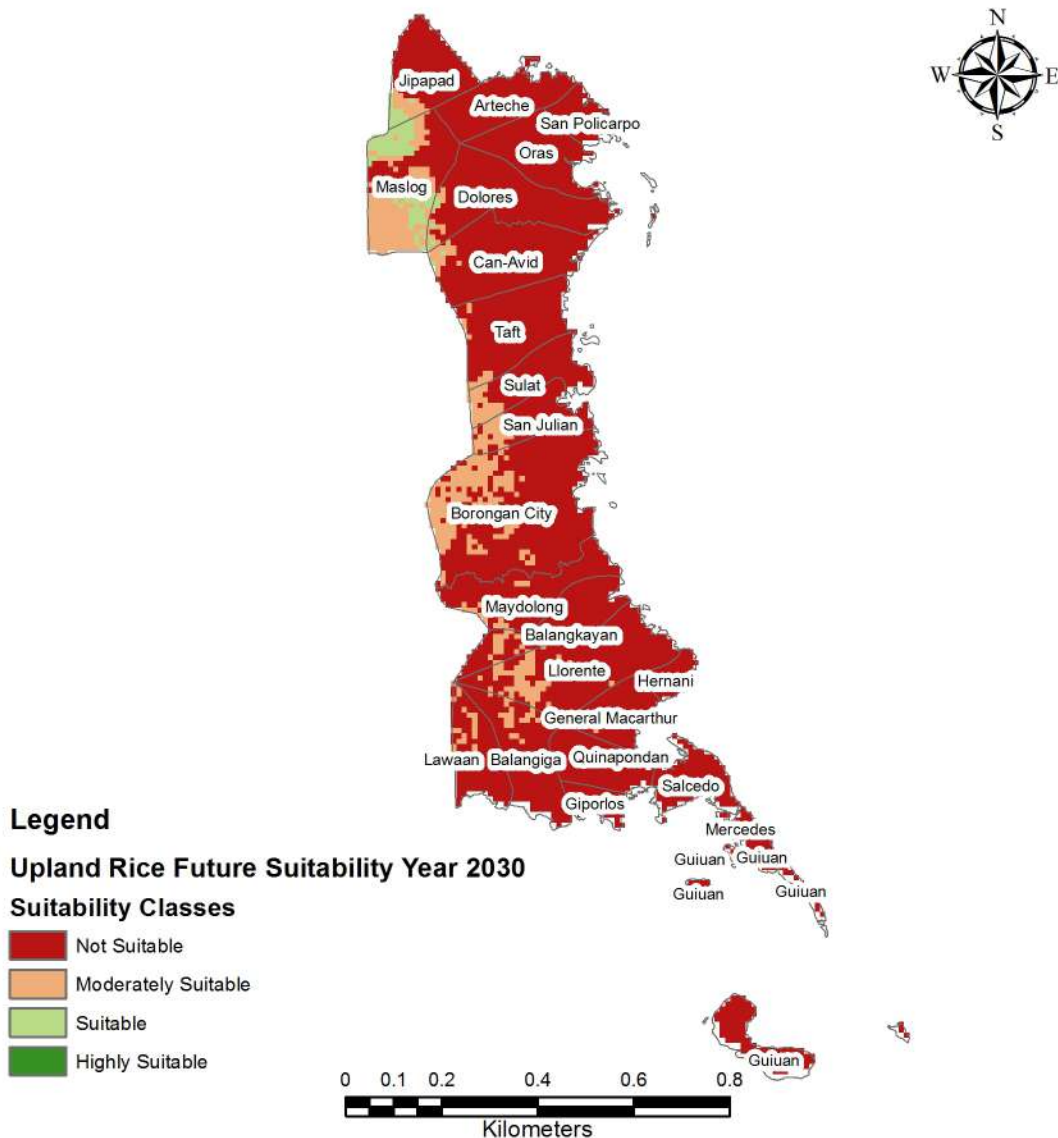 N
W E
S
Jipapad
Arteche
San Policarpo
Oras
Maslog
Dolores
Can-Avid
Taft
Sulat
San Julian
Borongan City
Maydolong
Balangkayan
Llorente
Hernani
General Macarthur
Lawaan Balangiga Quinapondan
Salcedo
Giporlos
Mercedes
Guiuan Guiuan
Guiuan Guiuan
Guiuan
Legend
Upland Rice Future Suitability Year 2030
Suitability Classes
Not Suitable
Moderately Suitable
Suitable
Highly Suitable
0 0.1 0.2 0.4 0.6 0.8
Kilometers